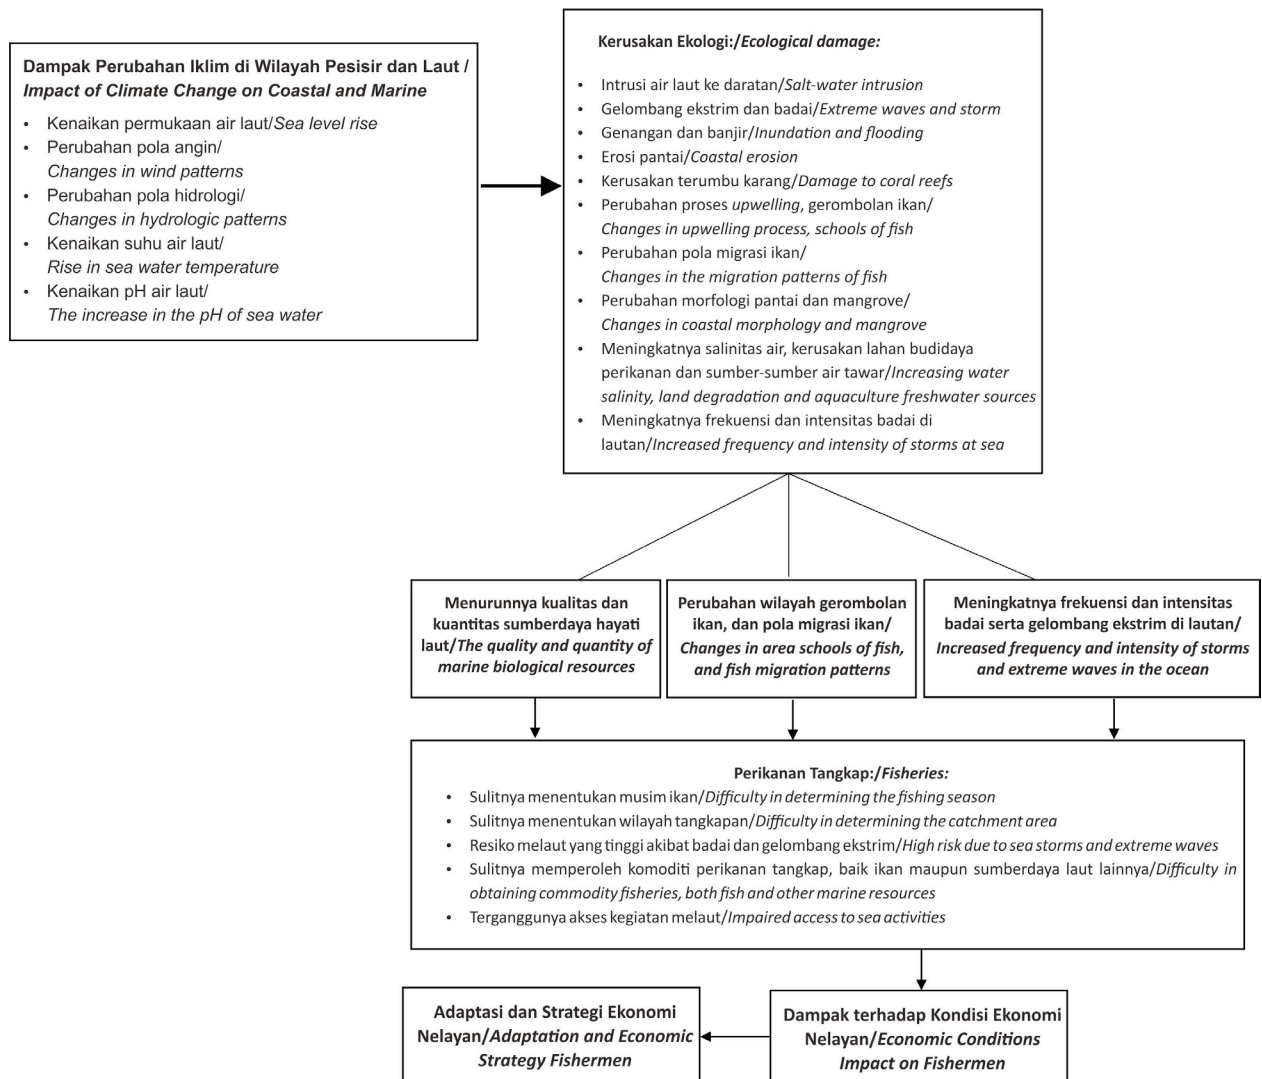 Dampak Perubahan Iklim di Wilayah Pesisir dan Laut /
Impact of Climate Change on Coastal and Marine
• Kenaikan permukaan air laut/Sea level rise
• Perubahan pola angin/
Changes in wind patterns
• Perubahan pola hidrologi/
Changes in hydrologic patterns
• Kenaikan suhu air laut/
Rise in sea water temperature
• Kenaikan pH air laut/
The increase in the pH of sea water
Kerusakan Ekologi:/Ecological damage:
• Intrusi air laut ke daratan/Salt-water intrusion
• Gelombang ekstrim dan badai/Extreme waves and storm
• Genangan dan banjir/Inundation and flooding
• Erosi pantai/Coastal erosion
• Kerusakan terumbu karang/Damage to coral reefs
• Perubahan proses upwelling, gerombolan ikan/
Changes in upwelling process, schools of fish
• Perubahan pola migrasi ikan/
Changes in the migration patterns of fish
• Perubahan morfologi pantai dan mangrove/
Changes in coastal morphology and mangrove
• Meningkatnya salinitas air, kerusakan lahan budidaya
perikanan dan sumber-sumber air tawar/Increasing water
salinity, land degradation and aquaculture freshwater sources
• Meningkatnya frekuensi dan intensitas badai di
lautan/Increased frequency and intensity of storms at sea
Menurunnya kualitas dan
kuantitas sumberdaya hayati
laut/The quality and quantity of
marine biological resources
Perubahan wilayah gerombolan
ikan, dan pola migrasi ikan/
Changes in area schools of fish,
and fish migration patterns
Meningkatnya frekuensi dan intensitas
badai serta gelombang ekstrim di lautan/
Increased frequency and intensity of storms
and extreme waves in the ocean
Perikanan Tangkap:/Fisheries:
• Sulitnya menentukan musim ikan/Difficulty in determining the fishing season
• Sulitnya menentukan wilayah tangkapan/Difficulty in determining the catchment area
• Resiko melaut yang tinggi akibat badai dan gelombang ekstrim/High risk due to sea storms and extreme waves
• Sulitnya memperoleh komoditi perikanan tangkap, baik ikan maupun sumberdaya laut lainnya/Difficulty in
obtaining commodity fisheries, both fish and other marine resources
• Terganggunya akses kegiatan melaut/Impaired access to sea activities
Adaptasi dan Strategi Ekonomi
Nelayan/Adaptation and Economic
Strategy Fishermen
Dampak terhadap Kondisi Ekonomi
Nelayan/Economic Conditions
Impact on Fishermen